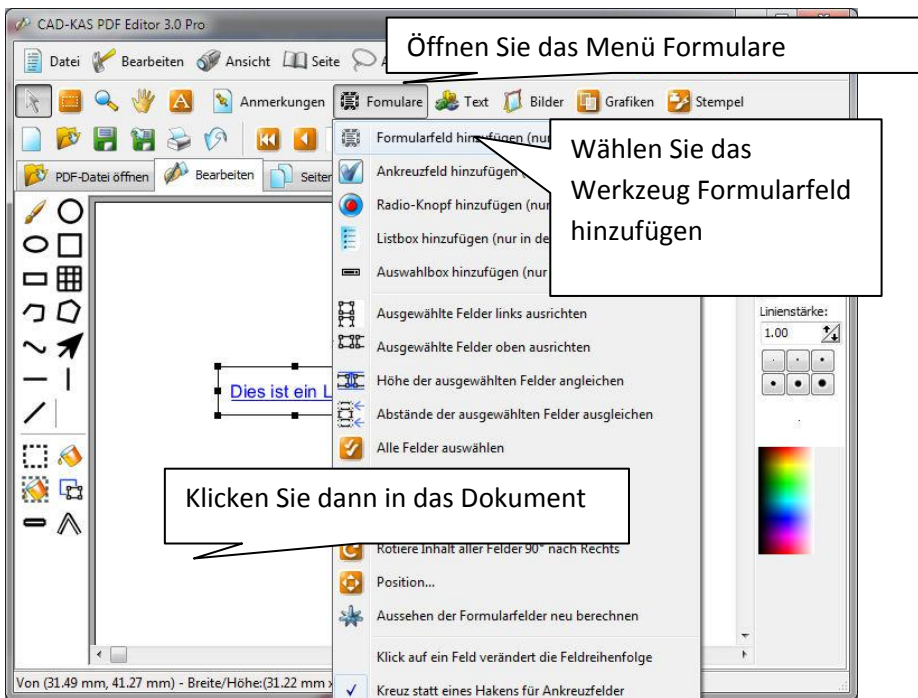 CAD-KAS PDF Editor 3.0 Pro
Öffnen Sie das Menü Formulare
Datei Bearbeiten Ansicht Seite
Anmerkungen Fomulare Text Bilder Grafiken Stempel
Formularfeld hinzufügen (nur
Wählen Sie das
Werkzeug Formularfeld
hinzufügen
PDF-Datei öffnen Bearbeiten
Ankreuzfeld hinzufügen
Radio-Knopf hinzufügen
Listbox hinzufügen (nur in
Auswahlbox hinzufügen (nur
Ausgewählte Felder links ausrichten
Linienstärke:
1.00
Ausgewählte Felder oben ausrichten
Höhe der ausgewählten Felder angleichen
Dies ist ein
Abstände der ausgewählten Felder ausgleichen
Alle Felder auswählen
Klicken Sie dann in das Dokument
Rotiere Inhalt aller Felder 90° nach Rechts
Position...
Aussehen der Formularfelder neu berechnen
Klick auf ein Feld verändert die Feldreihenfolge
Von (31.49 mm, 41.27 mm) - Breite/Höhe:(31.22 mm
Kreuz statt eines Hakens für Ankreuzfelder